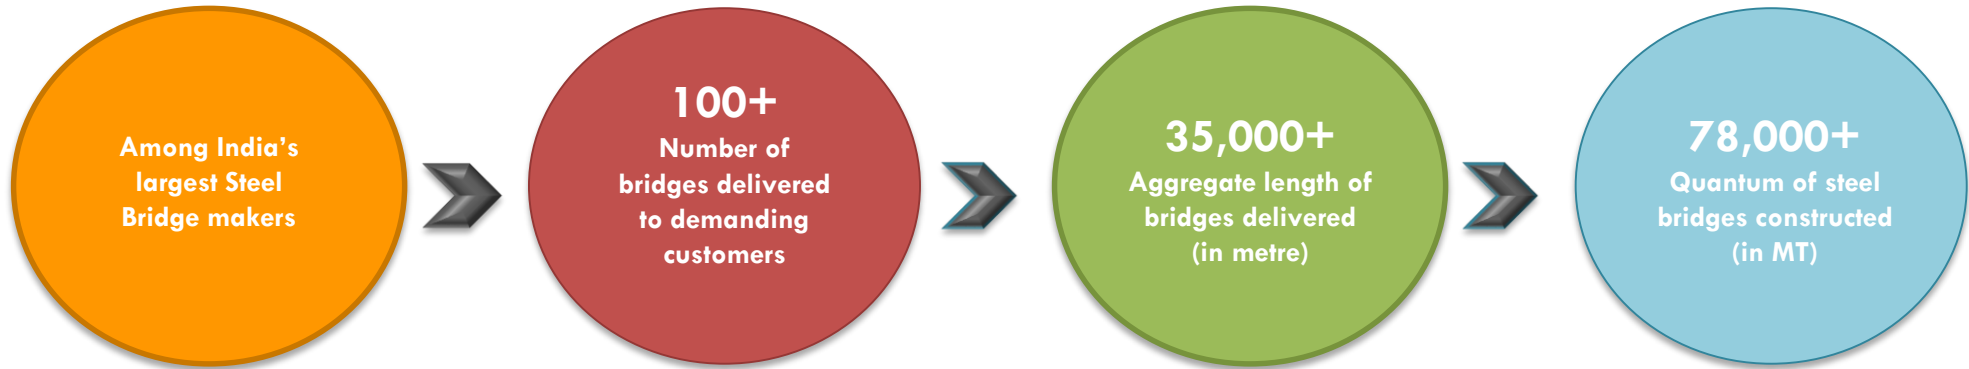 Among India’s
largest Steel
Bridge makers
100+
Number of
bridges delivered
to demanding
customers
35,000+
Aggregate length of
bridges delivered
(in metre)
78,000+
Quantum of steel
bridges constructed
(in MT)